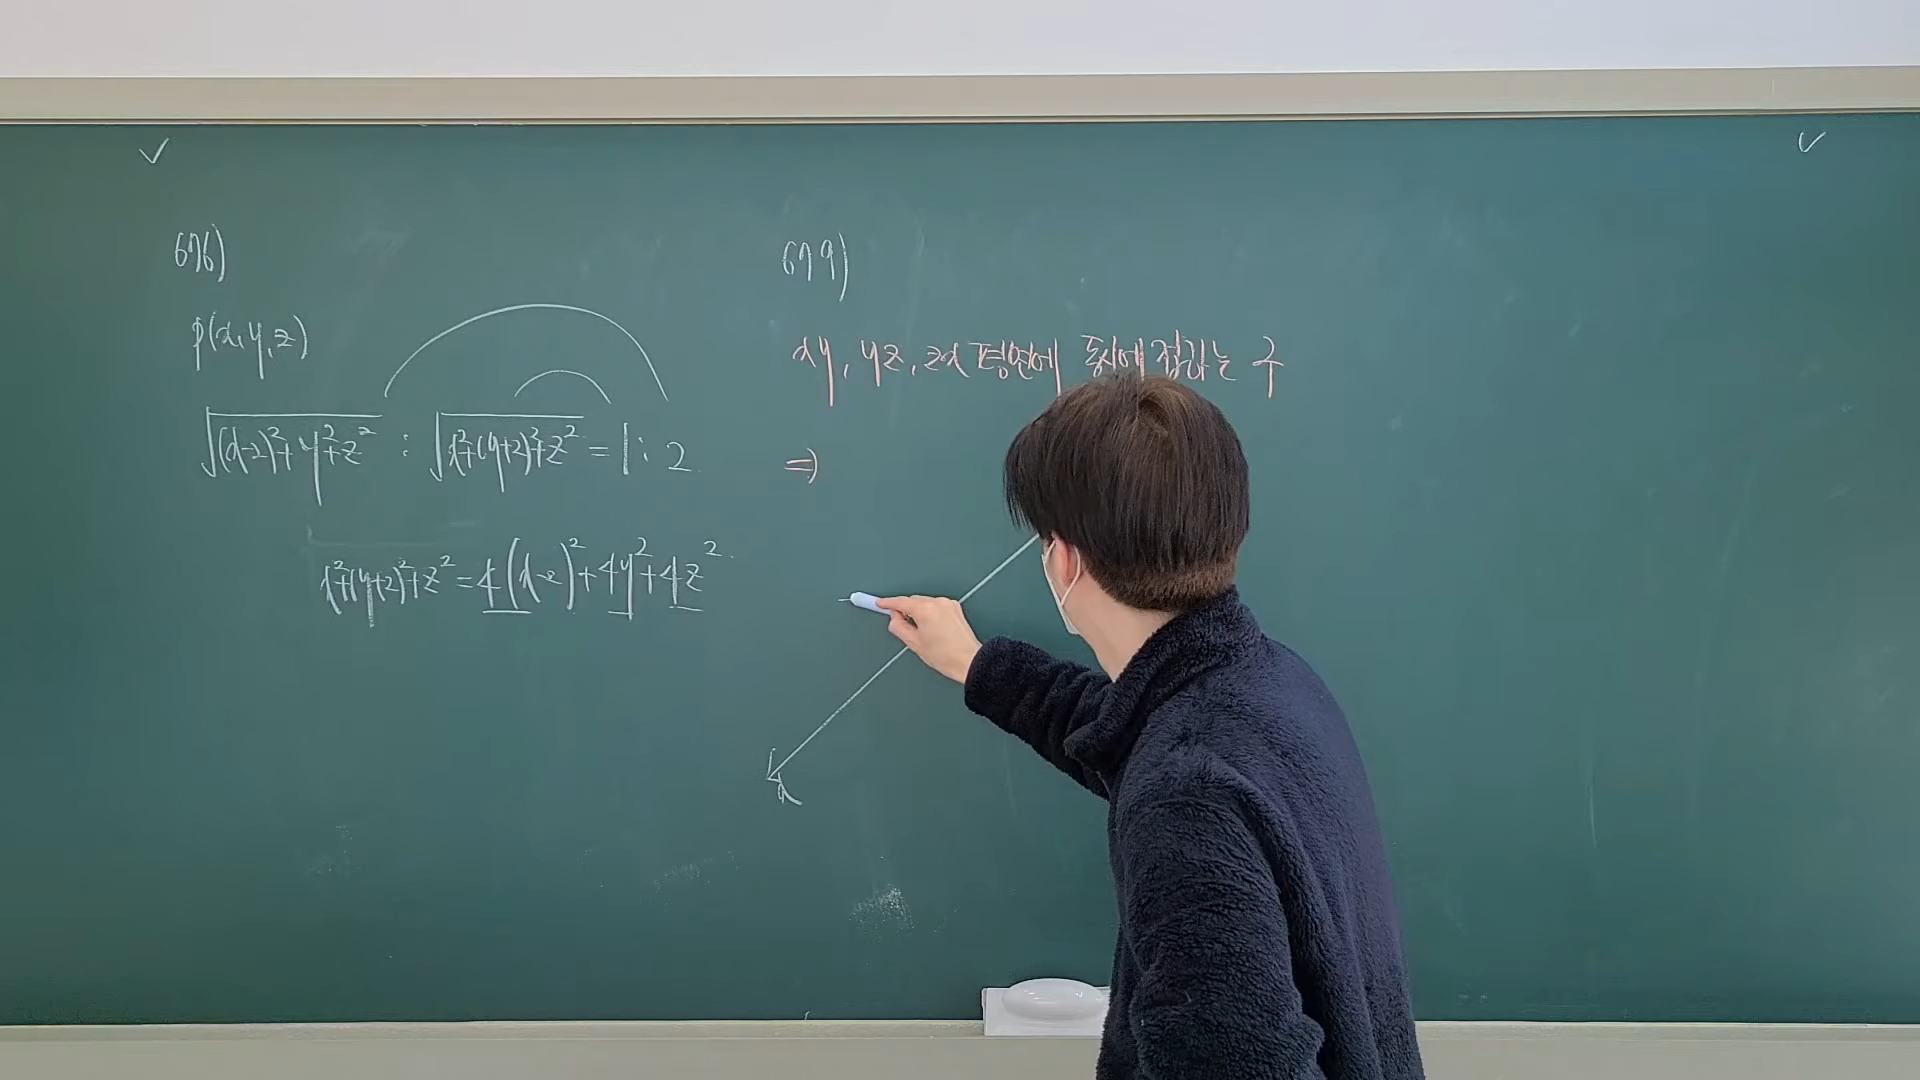 676)
P(x,y,z)
√(x-2)²+y²+z² : √x²+(y+2)²+z² = 1:2.
x²+(y+2)²+z²=4(x-2)²+4y²+4z².
679)
xy, yz, zx 평면에 동시에 접하는 구
⇒
x